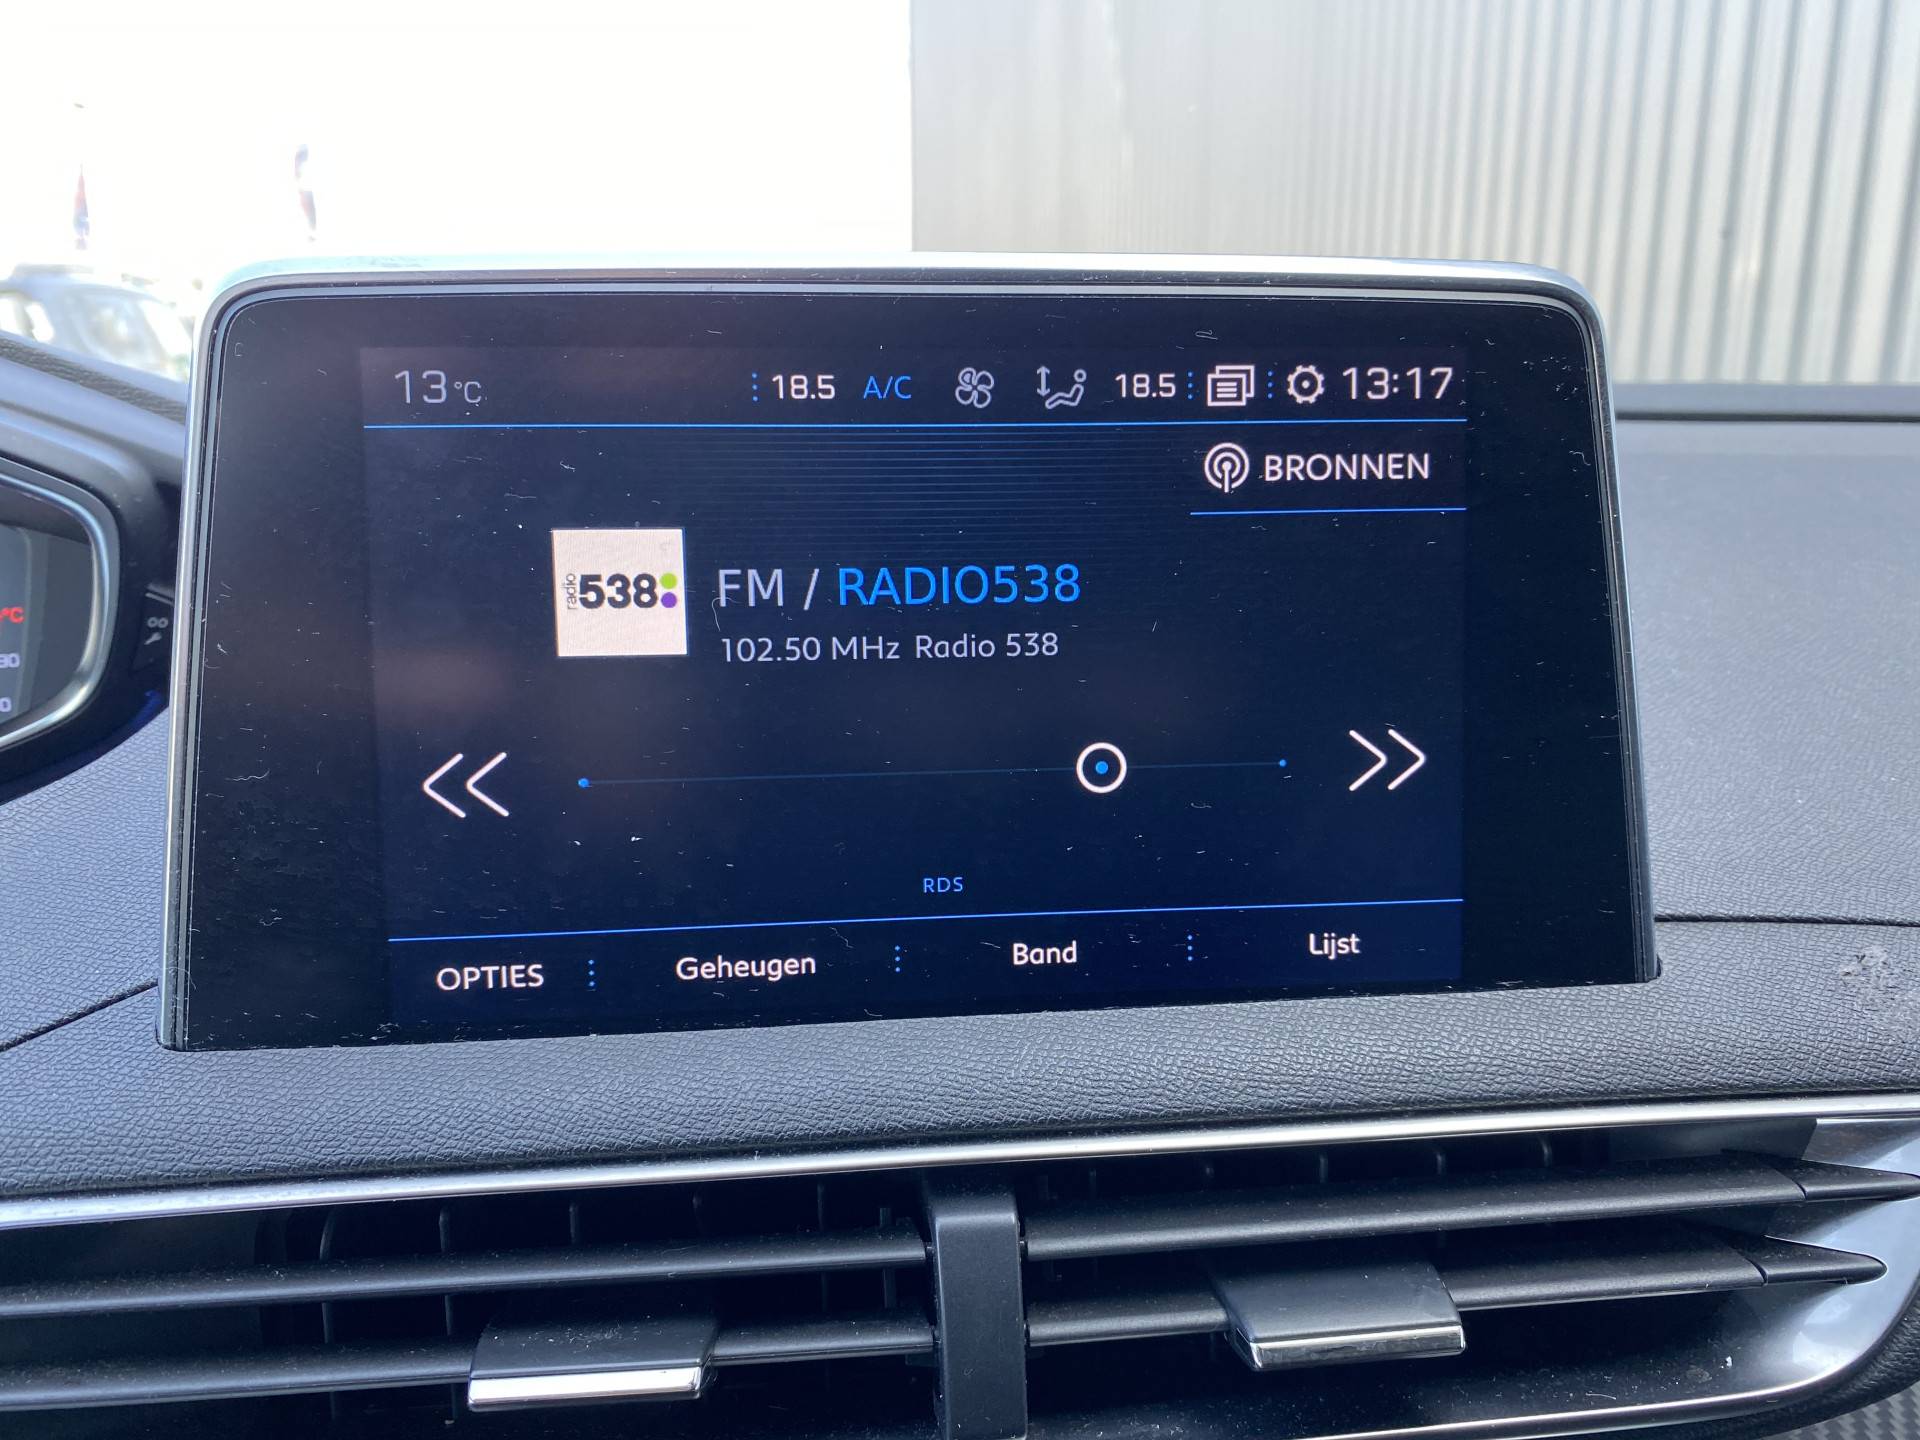 13°C 18.5 A/C 18.5 13:17
BRONNEN
radio 538
FM / RADIO538
102.50 MHz Radio 538
RDS
OPTIES Geheugen Band Lijst
°C